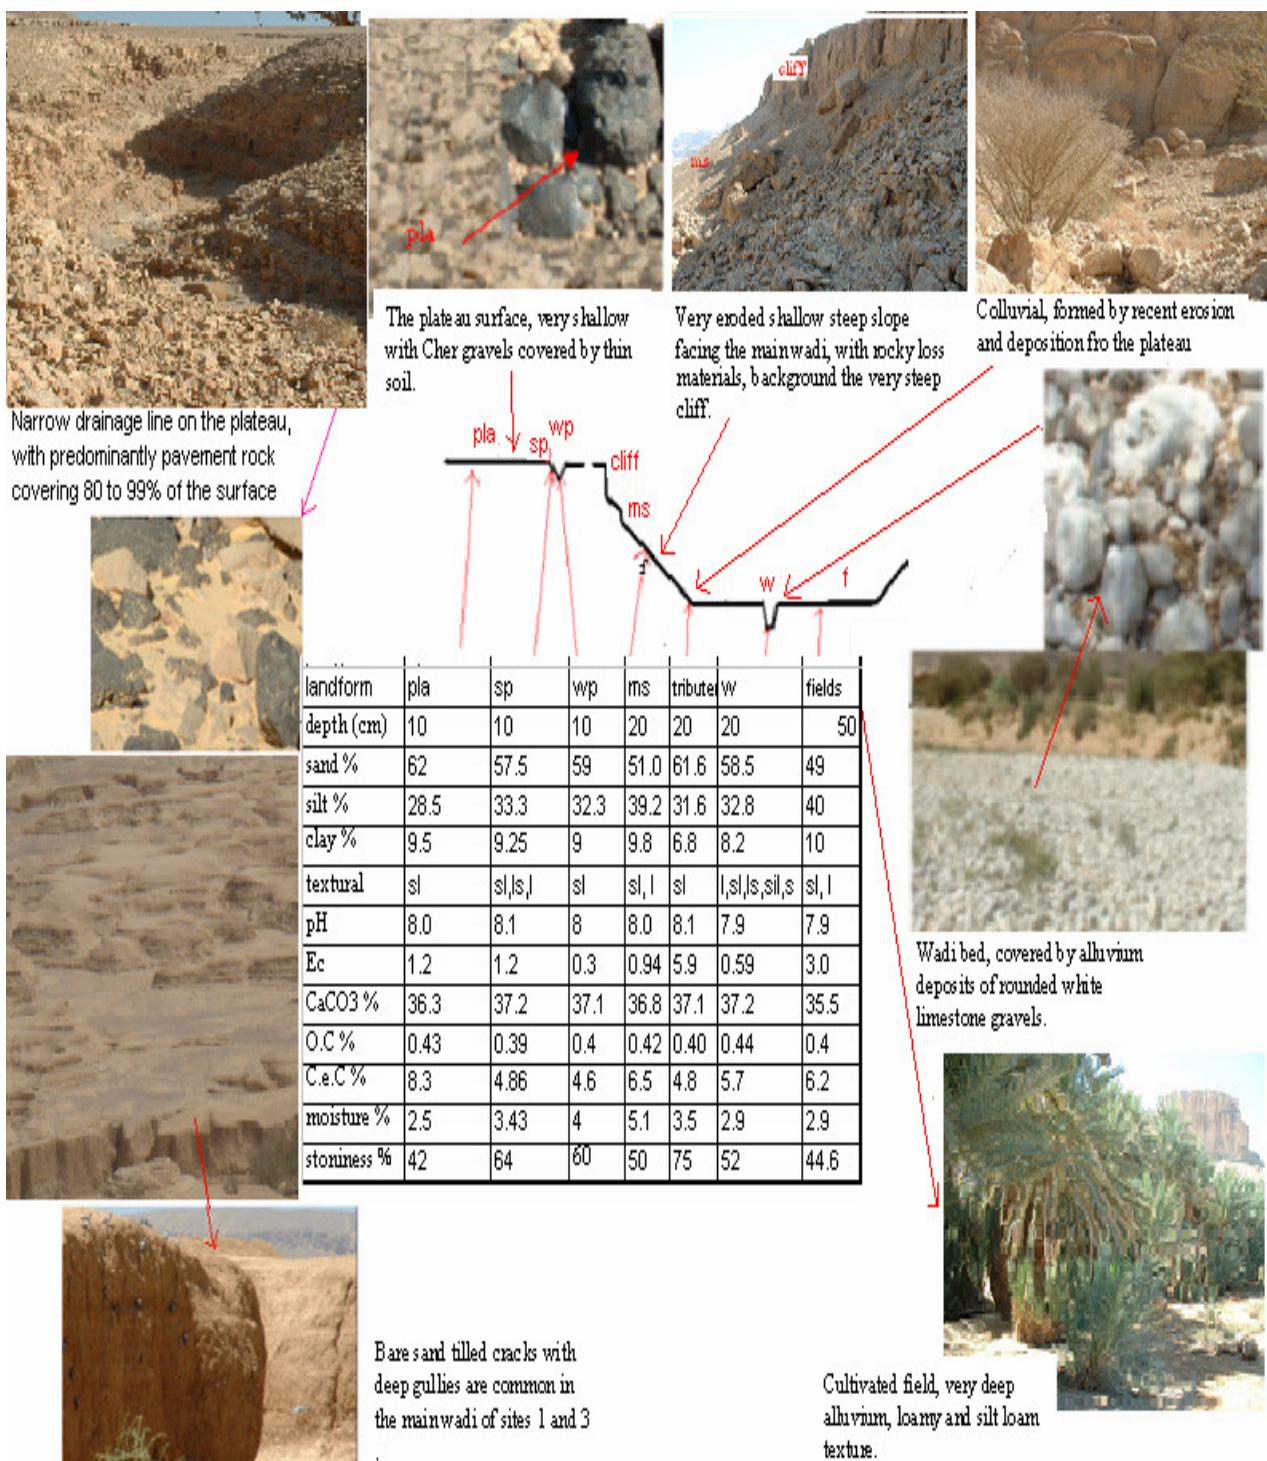 cliff
ms
pla
The plateau surface, very shallow
with Cher gravels covered by thin
soil.
Very eroded shallow steep slope
facing the main wadi, with rocky loss
materials, background the very steep
cliff.
Colluvial, formed by recent erosion
and deposition fro the plateau
Narrow drainage line on the plateau,
with predominantly pavement rock
covering 80 to 99% of the surface
pla sp wp cliff
ms
f
w f
landform pla sp wp ms tributer w fields
depth (cm) 10 10 10 20 20 20 50
sand % 62 57.5 59 51.0 61.6 58.5 49
silt % 28.5 33.3 32.3 39.2 31.6 32.8 40
clay % 9.5 9.25 9 9.8 6.8 8.2 10
textural sl sl,ls,l sl sl, l sl l,sl,ls,sil,s sl, l
pH 8.0 8.1 8 8.0 8.1 7.9 7.9
Ec 1.2 1.2 0.3 0.94 5.9 0.59 3.0
CaCO3 % 36.3 37.2 37.1 36.8 37.1 37.2 35.5
O.C % 0.43 0.39 0.4 0.42 0.40 0.44 0.4
C.e.C % 8.3 4.86 4.6 6.5 4.8 5.7 6.2
moisture % 2.5 3.43 4 5.1 3.5 2.9 2.9
stoniness % 42 64 60 50 75 52 44.6
Wadi bed, covered by alluvium
deposits of rounded white
limestone gravels.
Bare sand tilled cracks with
deep gullies are common in
the main wadi of sites 1 and 3
.
Cultivated field, very deep
alluvium, loamy and silt loam
texture.